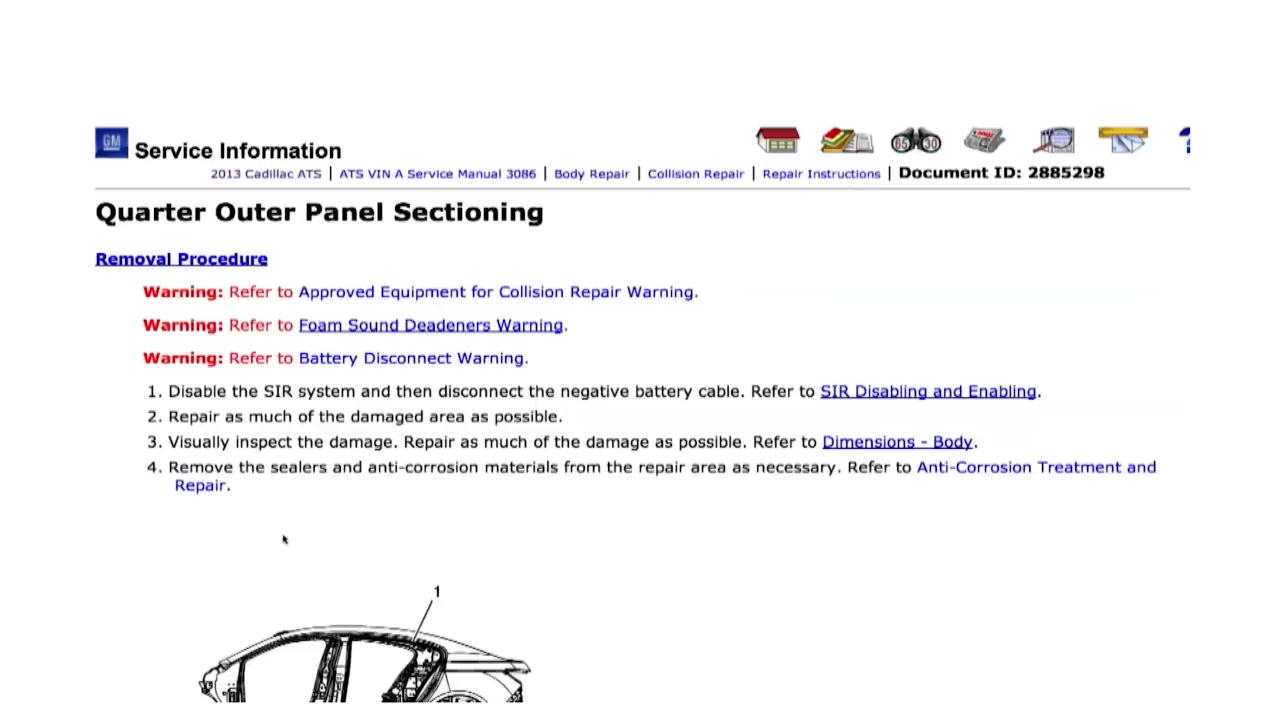 GM
Service Information
65 30
2013 Cadillac ATS | ATS VIN A Service Manual 3086 | Body Repair | Collision Repair | Repair Instructions | Document ID: 2885298
Quarter Outer Panel Sectioning
Removal Procedure
Warning: Refer to Approved Equipment for Collision Repair Warning.
Warning: Refer to Foam Sound Deadeners Warning.
Warning: Refer to Battery Disconnect Warning.
1. Disable the SIR system and then disconnect the negative battery cable. Refer to SIR Disabling and Enabling.
2. Repair as much of the damaged area as possible.
3. Visually inspect the damage. Repair as much of the damage as possible. Refer to Dimensions - Body.
4. Remove the sealers and anti-corrosion materials from the repair area as necessary. Refer to Anti-Corrosion Treatment and
Repair.
1